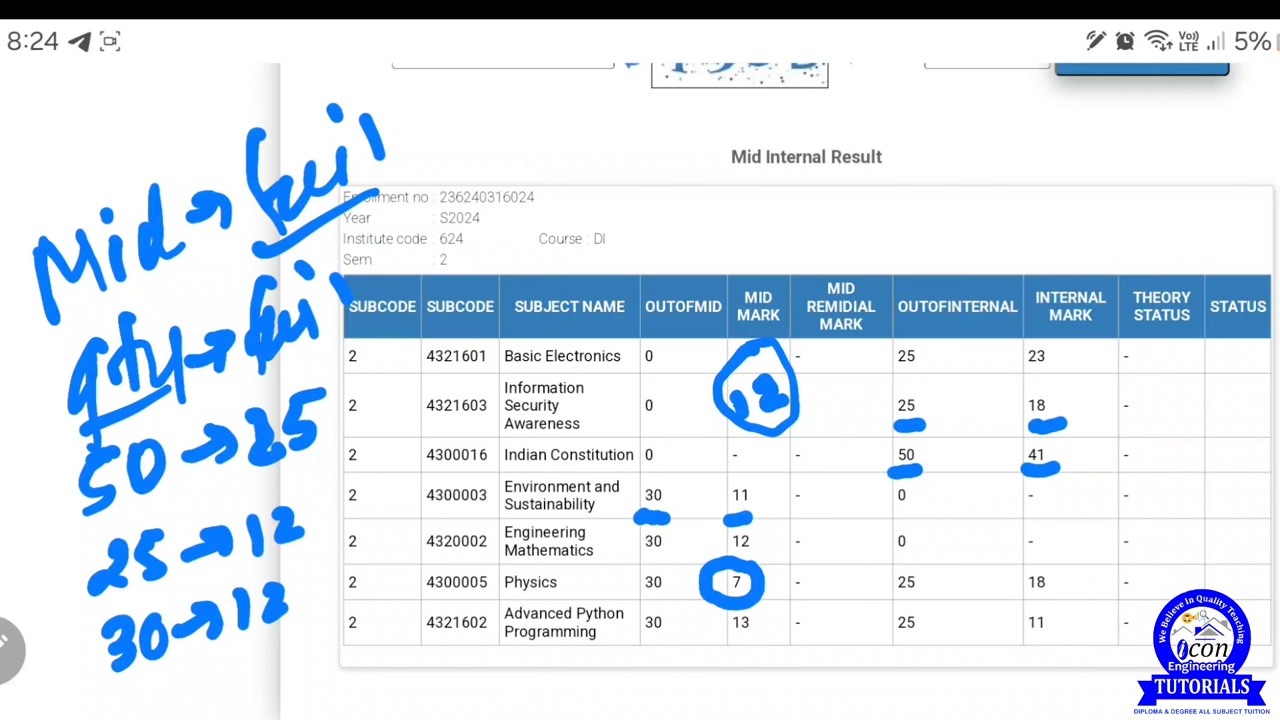 8:24
Vo) LTE 5%
Mid Internal Result
Enrollment no : 236240316024
Year : S2024
Institute code : 624 Course : DI
Sem : 2
SUBCODE SUBCODE SUBJECT NAME OUTOFMID MID MARK MID REMIDIAL MARK OUTOFINTERNAL INTERNAL MARK THEORY STATUS STATUS
2 4321601 Basic Electronics 0 - 25 23 -
2 4321603 Information Security Awareness 0 25 18 -
2 4300016 Indian Constitution 0 - - 50 41 -
2 4300003 Environment and Sustainability 30 11 - 0 - -
2 4320002 Engineering Mathematics 30 12 - 0 - -
2 4300005 Physics 30 7 - 25 18 -
2 4321602 Advanced Python Programming 30 13 - 25 11 -
12
Mid →
50 → 25
25 → 12
30 → 12
We Believe In Quality Teaching
icon
Engineering
TUTORIALS
DIPLOMA & DEGREE ALL SUBJECT TUITION